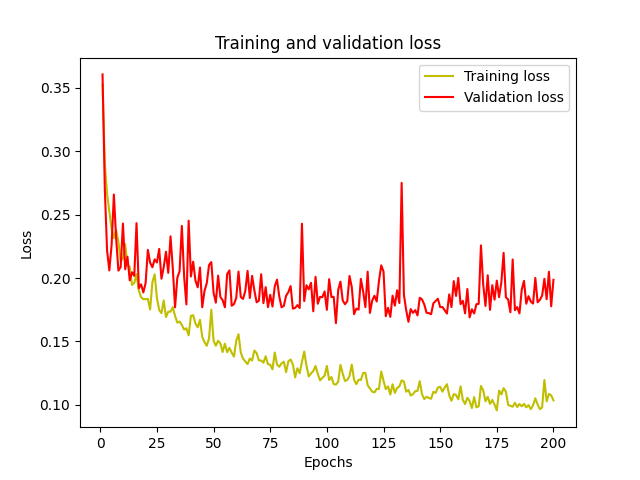 Training and validation loss
Training loss
Validation loss
0.35
0.30
0.25
0.20
0.15
0.10
Loss
0 25 50 75 100 125 150 175 200
Epochs